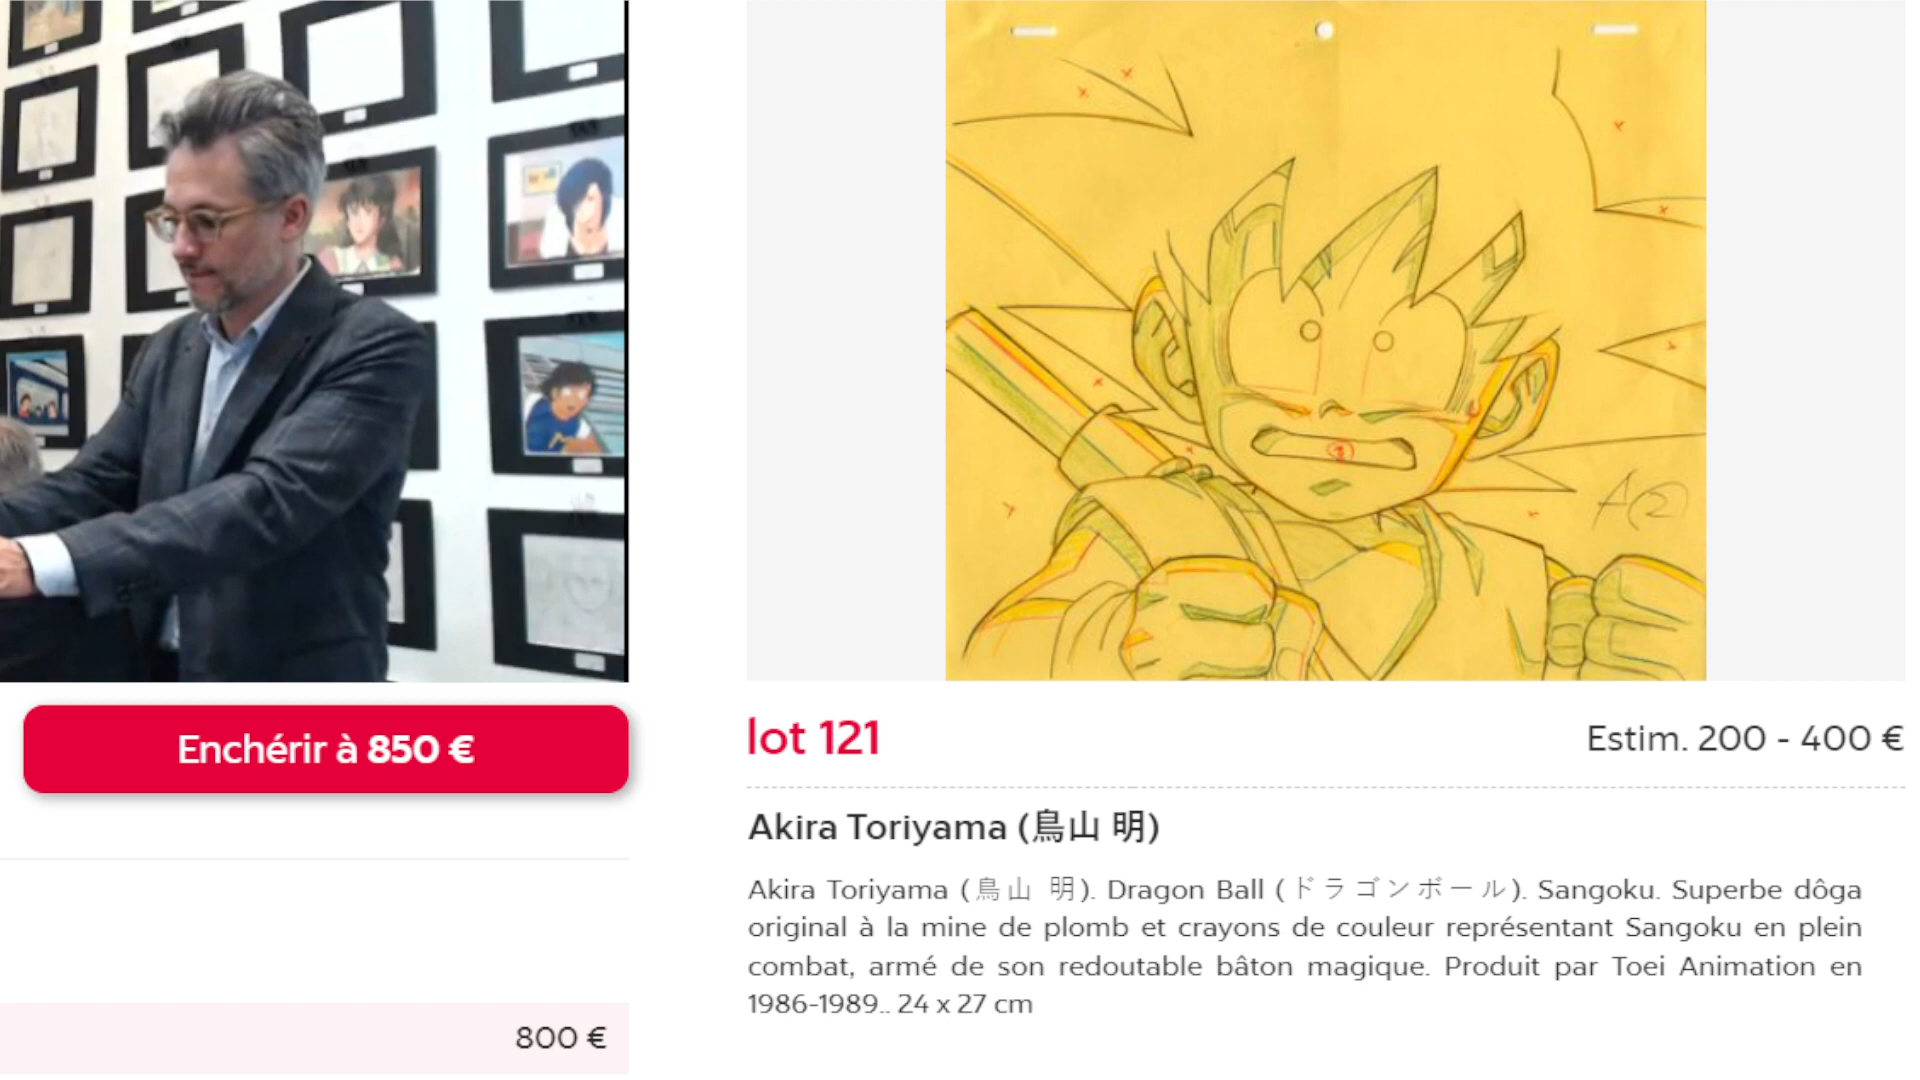 Enchérir à 850 €
800 €
A(2)
lot 121
Estim. 200 - 400 €
Akira Toriyama (鳥山 明)
Akira Toriyama (鳥山 明). Dragon Ball (ドラゴンボール). Sangoku. Superbe dôga
original à la mine de plomb et crayons de couleur représentant Sangoku en plein
combat, armé de son redoutable bâton magique. Produit par Toei Animation en
1986-1989.. 24 x 27 cm